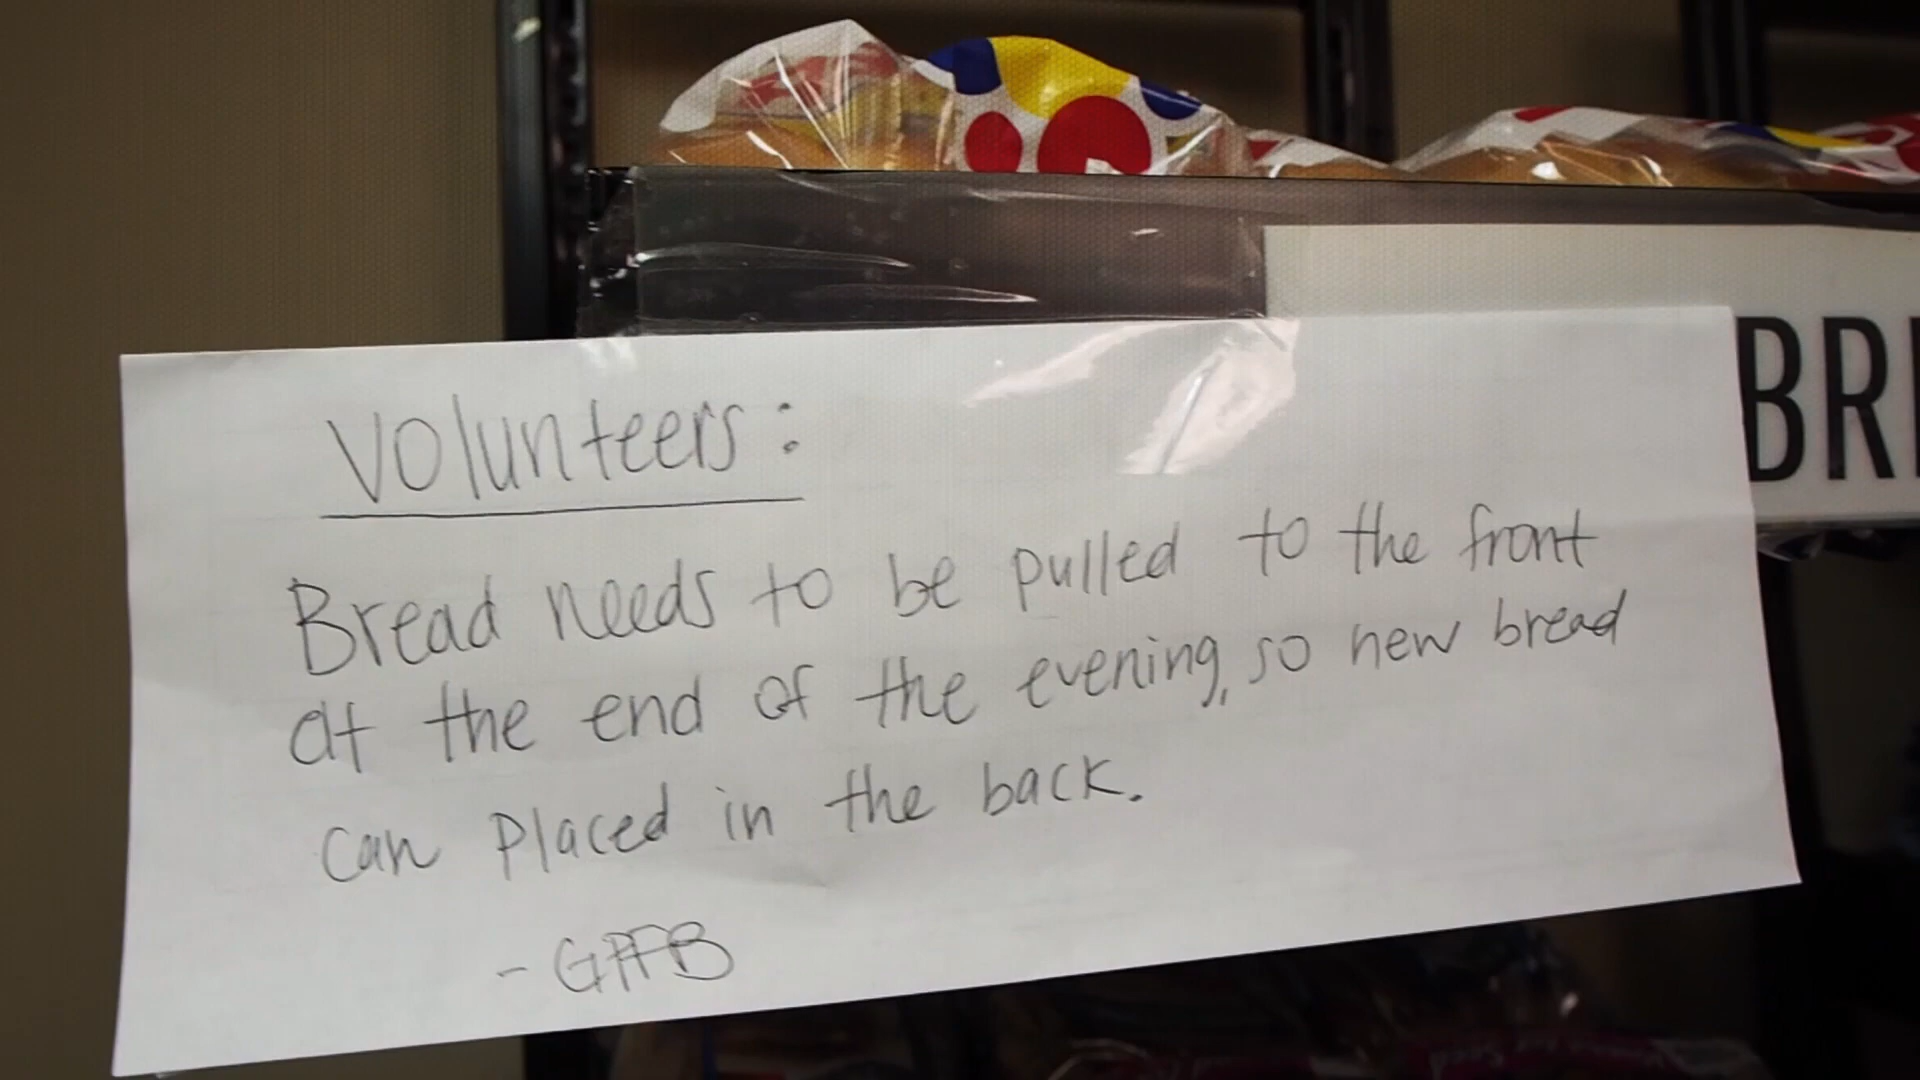 Volunteers:
Bread needs to be pulled to the front
at the end of the evening, so new bread
can placed in the back.
- GPFB
BR